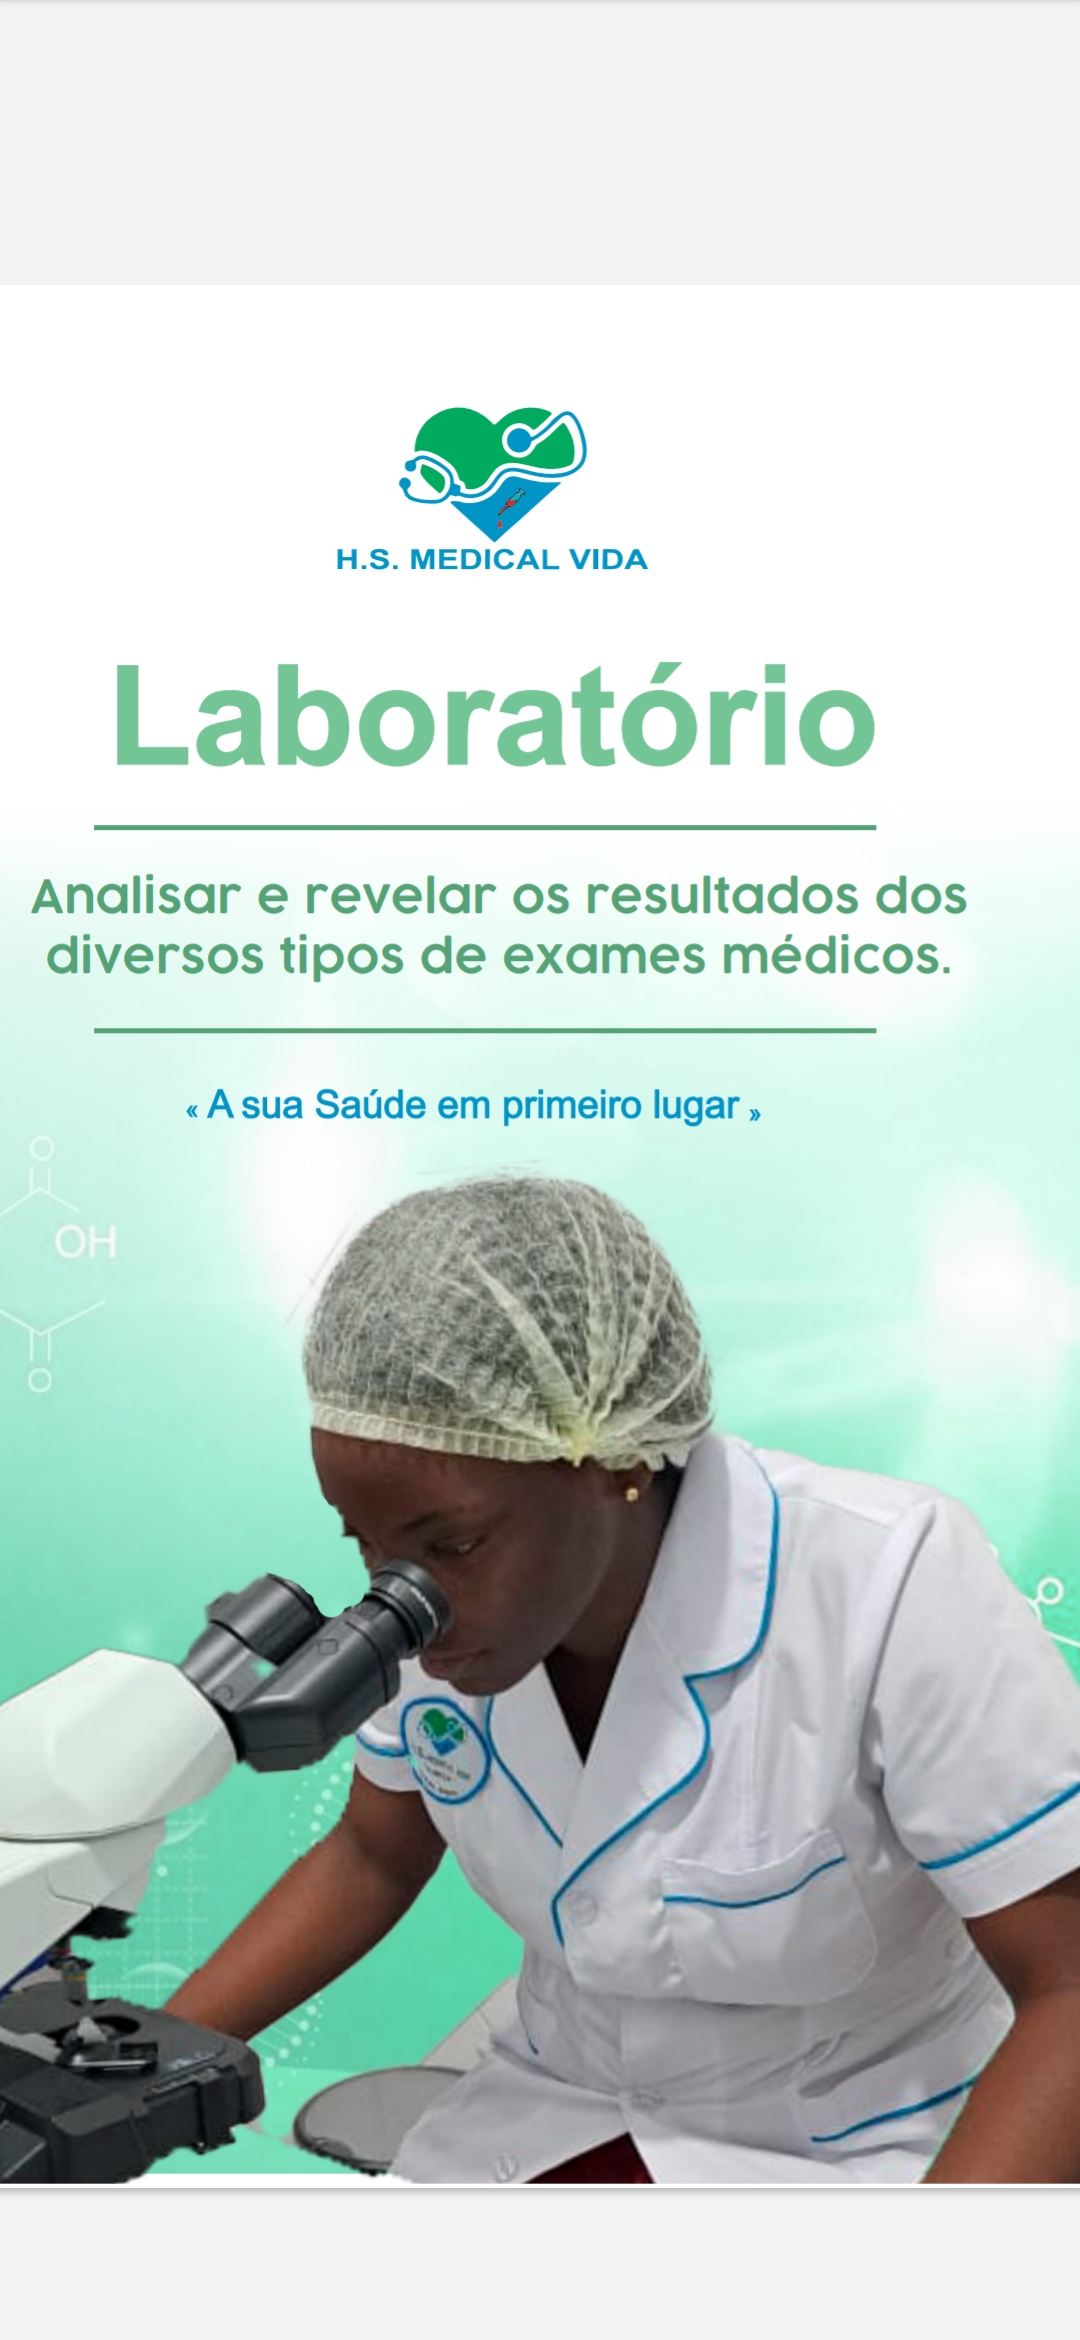 H.S. MEDICAL VIDA
Laboratório
Analisar e revelar os resultados dos
diversos tipos de exames médicos.
« A sua Saúde em primeiro lugar »
O
OH
O